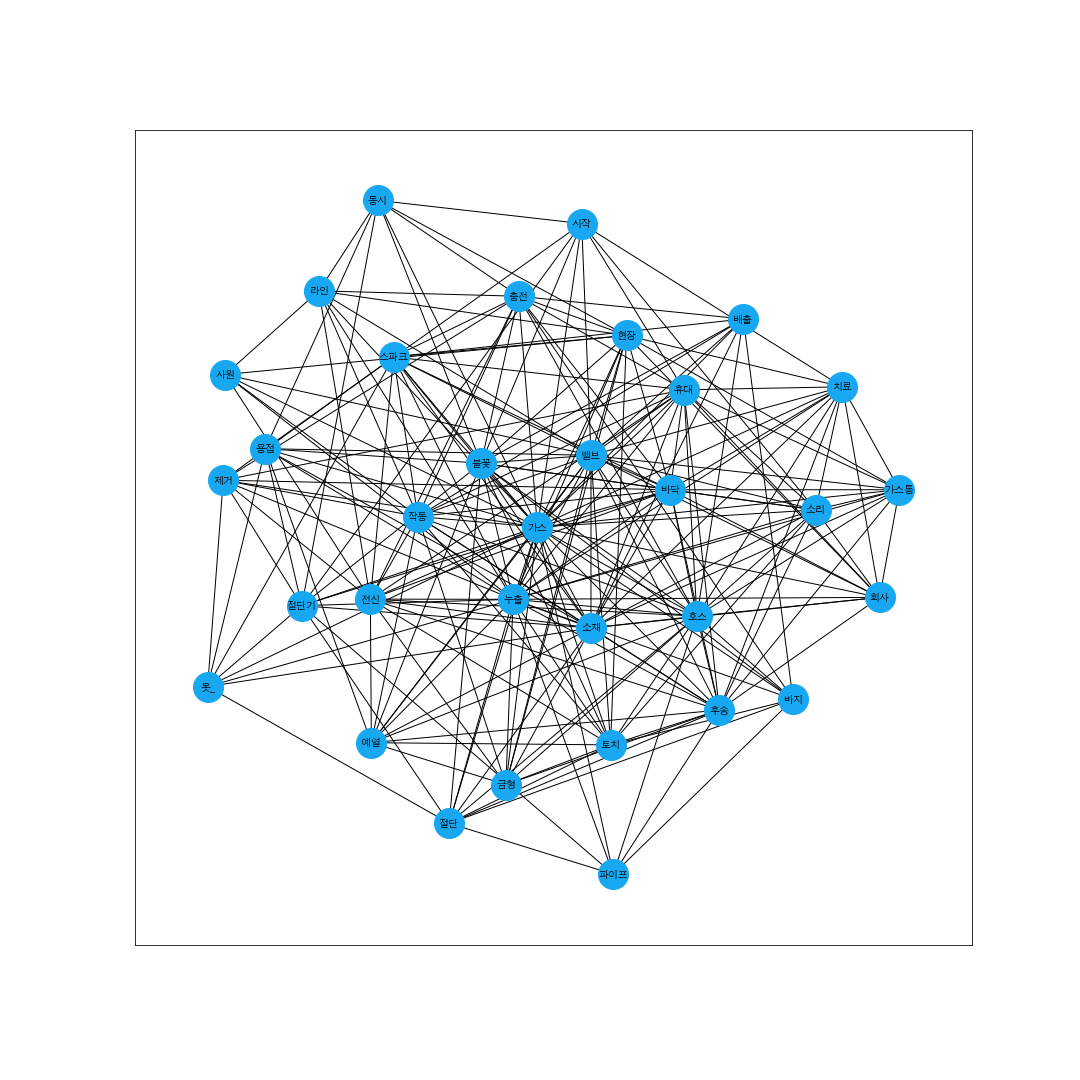 동시
시작
라인
충전
배출
현장
스파크
사원
휴대
치료
용접
밸브
불꽃
제거
바닥
가스통
소리
작동
가스
회사
전신
누출
절단기
호스
소재
옷_
바지
후송
예열
토치
금형
절단
파이프